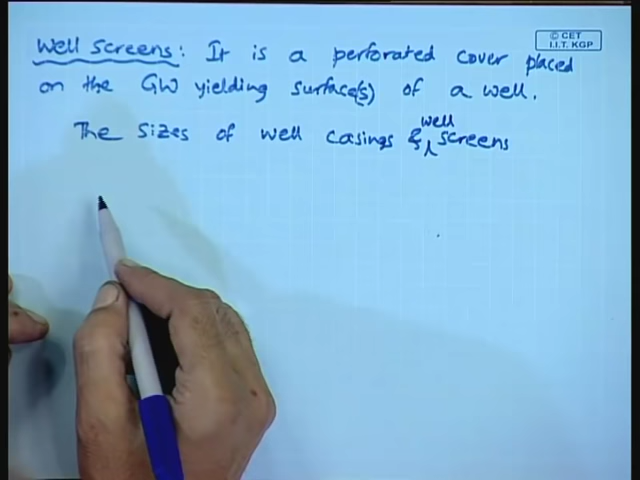 © CET
I.I.T. KGP
Well screens: It is a perforated cover placed
on the GW yielding surface(s) of a well.
The sizes of well casings & well screens